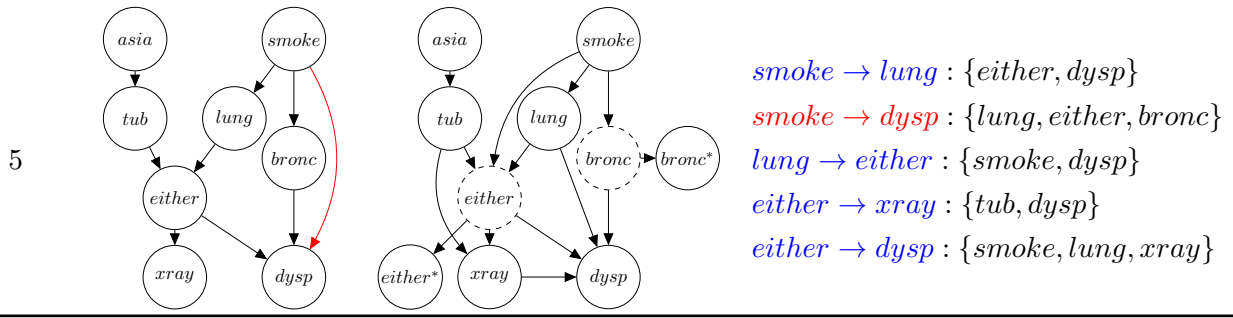 5
asia smoke
tub lung
bronc
either
xray dysp
asia smoke
tub lung
bronc bronc*
either
either* xray dysp
smoke → lung : {either, dysp}
smoke → dysp : {lung, either, bronc}
lung → either : {smoke, dysp}
either → xray : {tub, dysp}
either → dysp : {smoke, lung, xray}